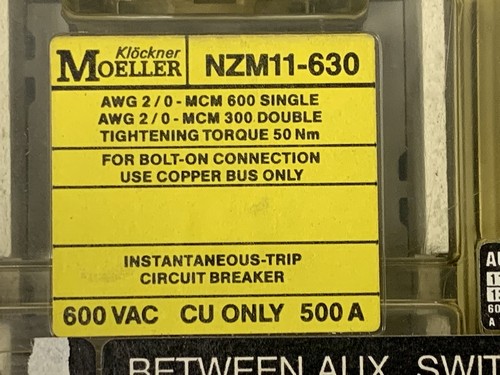 Klöckner
MOELLER
NZM11-630
AWG 2/0 - MCM 600 SINGLE
AWG 2/0 - MCM 300 DOUBLE
TIGHTENING TORQUE 50 Nm
FOR BOLT-ON CONNECTION
USE COPPER BUS ONLY
INSTANTANEOUS-TRIP
CIRCUIT BREAKER
600 VAC CU ONLY 500 A
BETWEEN AUX. SWIT
AU
60
A